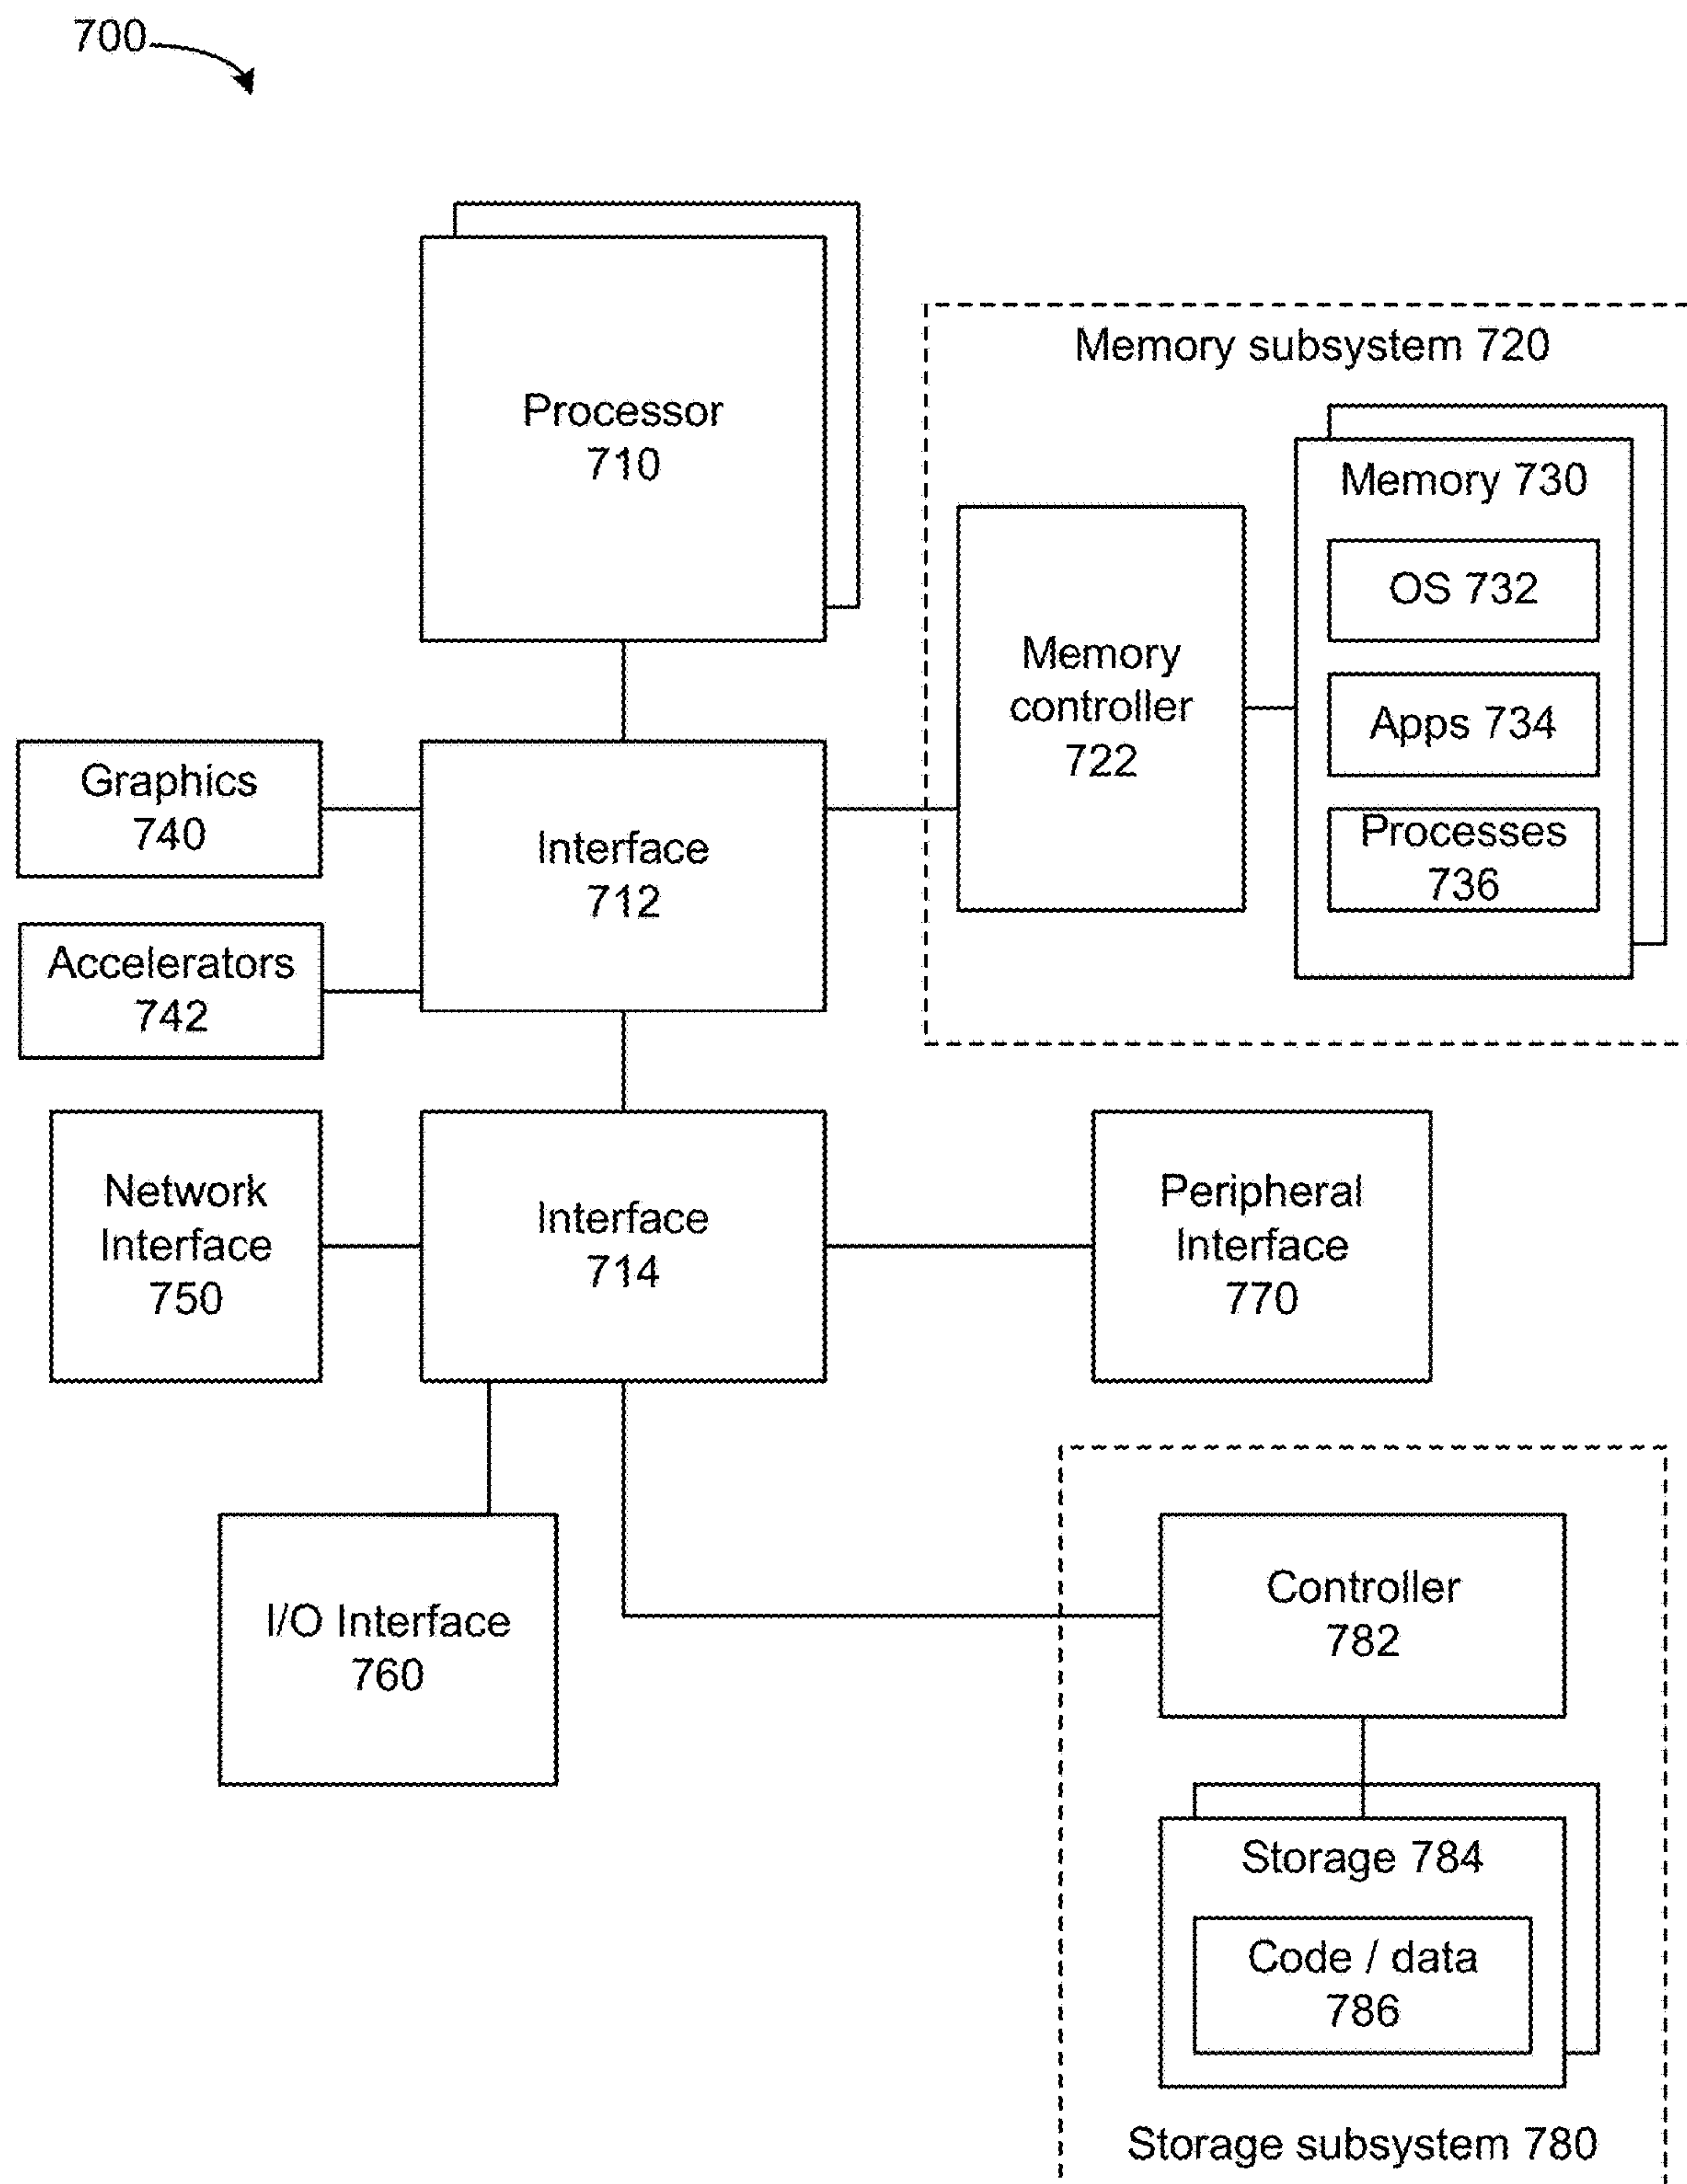 700
Processor
710
Memory subsystem 720
Memory 730
OS 732
Apps 734
Processes
736
Memory
controller
722
Graphics
740
Interface
712
Accelerators
742
Network
Interface
750
Interface
714
Peripheral
Interface
770
I/O Interface
760
Controller
782
Storage 784
Code / data
786
Storage subsystem 780